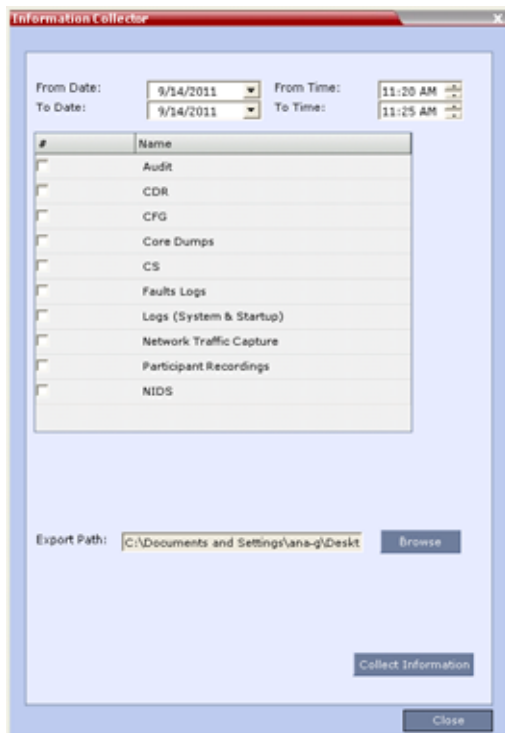 Information Collector X
From Date: 9/14/2011 From Time: 11:20 AM
To Date: 9/14/2011 To Time: 11:25 AM
# Name
Audit
CDR
CFG
Core Dumps
CS
Faults Logs
Logs (System & Startup)
Network Traffic Capture
Participant Recordings
NIDS
Export Path: C:\Documents and Settings\ana-g\Deskt Browse
Collect Information
Close